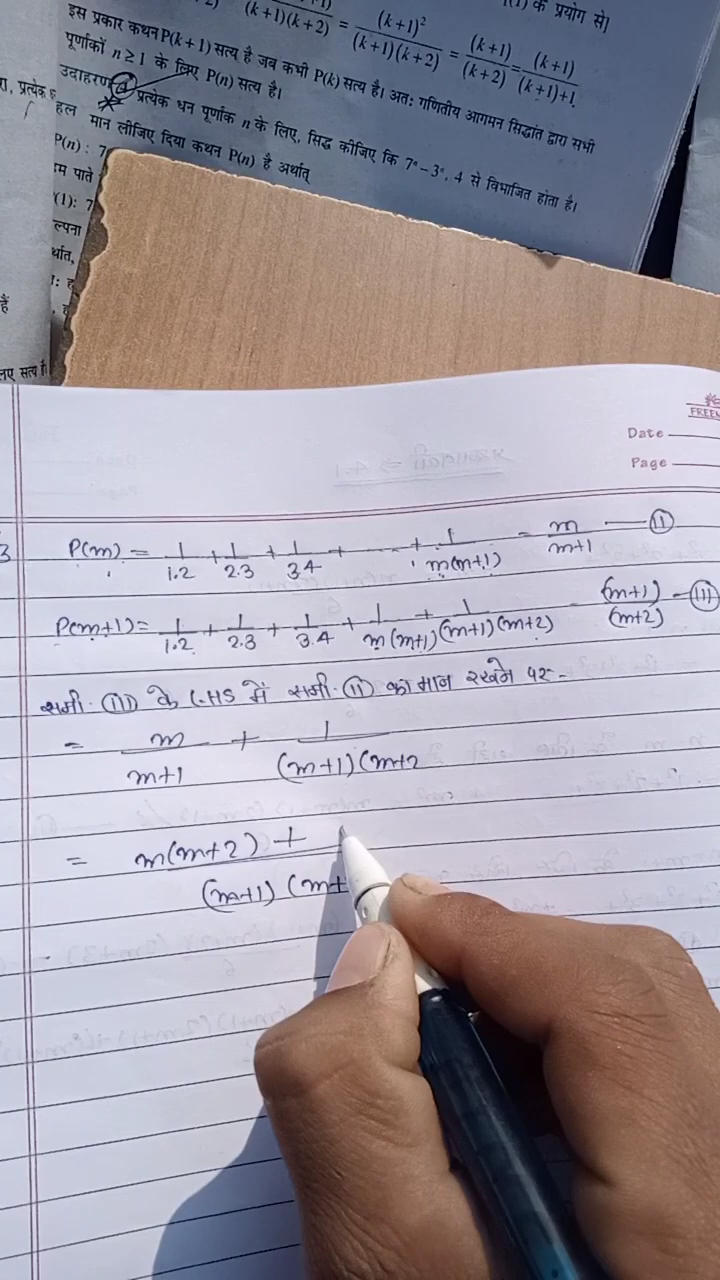 (k+1)(k+2) = (k+1)² / (k+1)(k+2) = (k+1) / (k+2) = (k+1) / (k+1)+1
के प्रयोग से।
इस प्रकार कथन P(k+1) सत्य है जब कभी P(k) सत्य है। अतः गणितीय आगमन सिद्धांत द्वारा सभी
पूर्णाकों n ≥ 1 के लिए P(n) सत्य है।
उदाहरण 4 प्रत्येक धन पूर्णाक n के लिए, सिद्ध कीजिए कि 7ⁿ – 3ⁿ, 4 से विभाजित होता है।
हल मान लीजिए दिया कथन P(n) है अर्थात्
P(n) : 7
पाते
(1): 7
Date
Page
P(m) = 1/1.2 + 1/2.3 + 1/3.4 + ---- + 1/m(m+1) = m/m+1 — (II)
P(m+1) = 1/1.2 + 1/2.3 + 1/3.4 + 1/m(m+1) + 1/(m+1)(m+2) = (m+1)/(m+2) — (III)
समी. (III) के LHS में समी. (II) का मान रखने पर -
= m/m+1 + 1/(m+1)(m+2
= m(m+2) + / (m+1) (m+